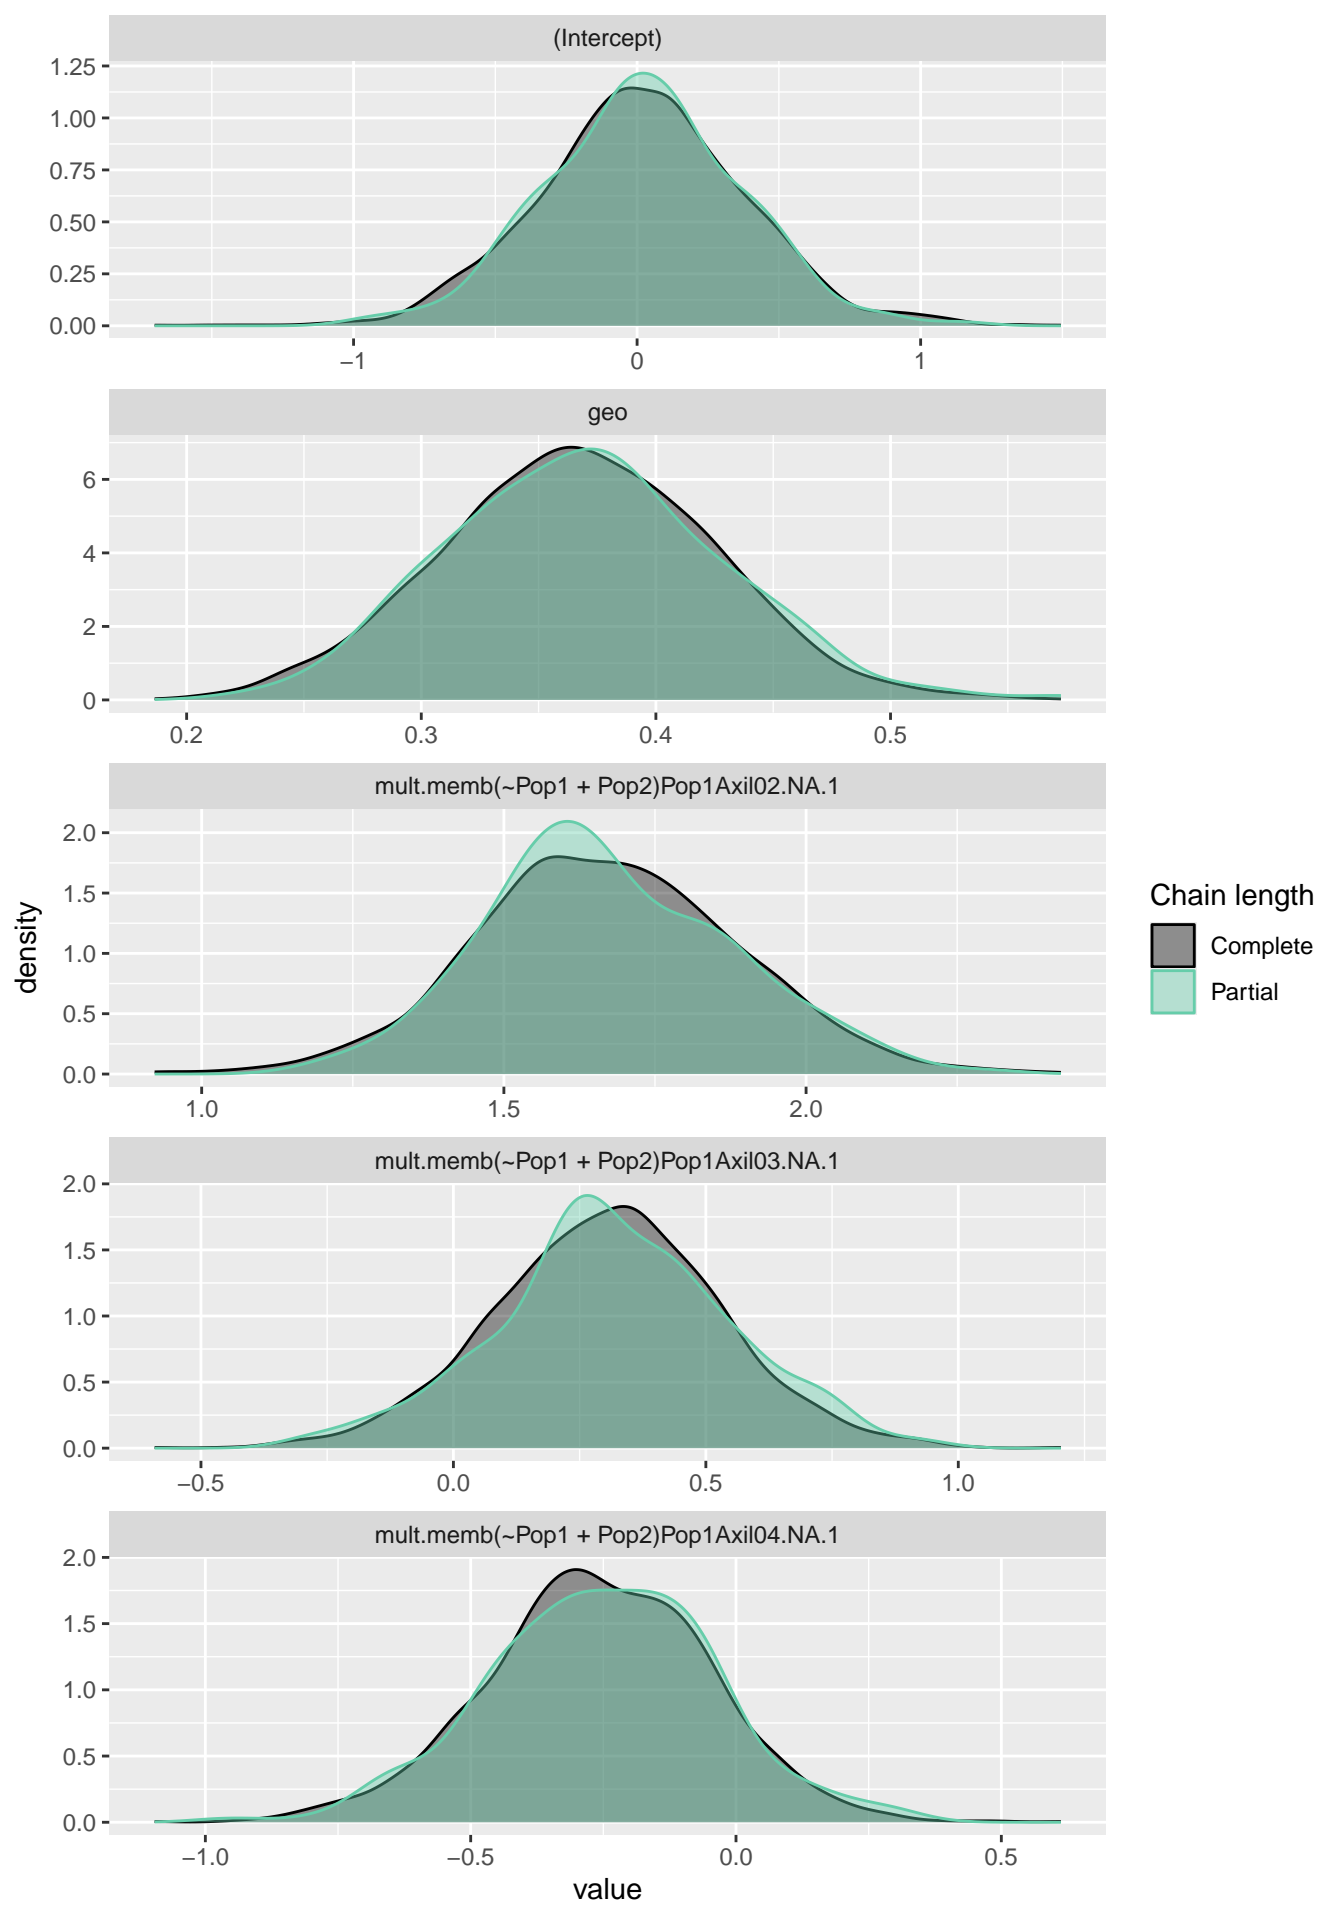 (Intercept)
1.25
1.00
0.75
0.50
0.25
0.00
−1 0 1
geo
6
4
2
0
0.2 0.3 0.4 0.5
mult.memb(~Pop1 + Pop2)Pop1Axil02.NA.1
2.0
1.5
1.0
0.5
0.0
1.0 1.5 2.0
mult.memb(~Pop1 + Pop2)Pop1Axil03.NA.1
2.0
1.5
1.0
0.5
0.0
−0.5 0.0 0.5 1.0
mult.memb(~Pop1 + Pop2)Pop1Axil04.NA.1
2.0
1.5
1.0
0.5
0.0
−1.0 −0.5 0.0 0.5
value
density
Chain length
Complete
Partial